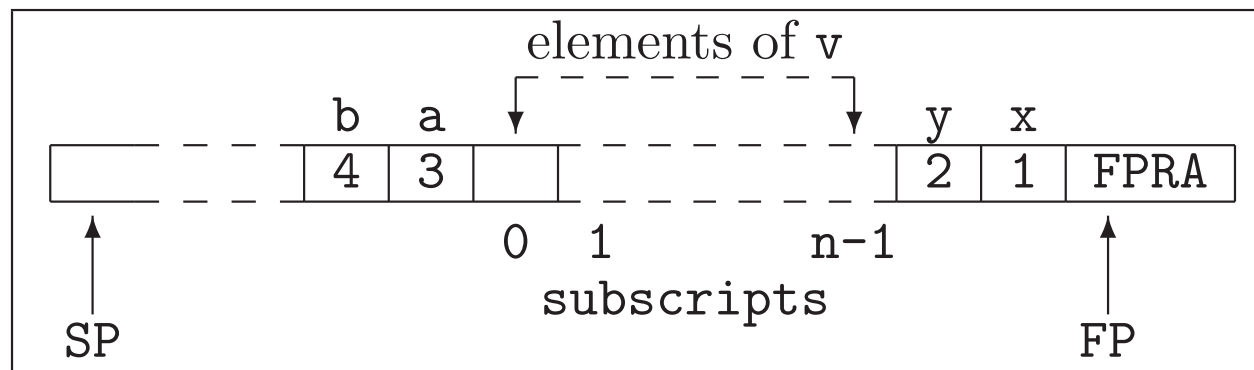 elements of v
b a y x
4 3 2 1 FPRA
0 1 n-1
subscripts
SP FP